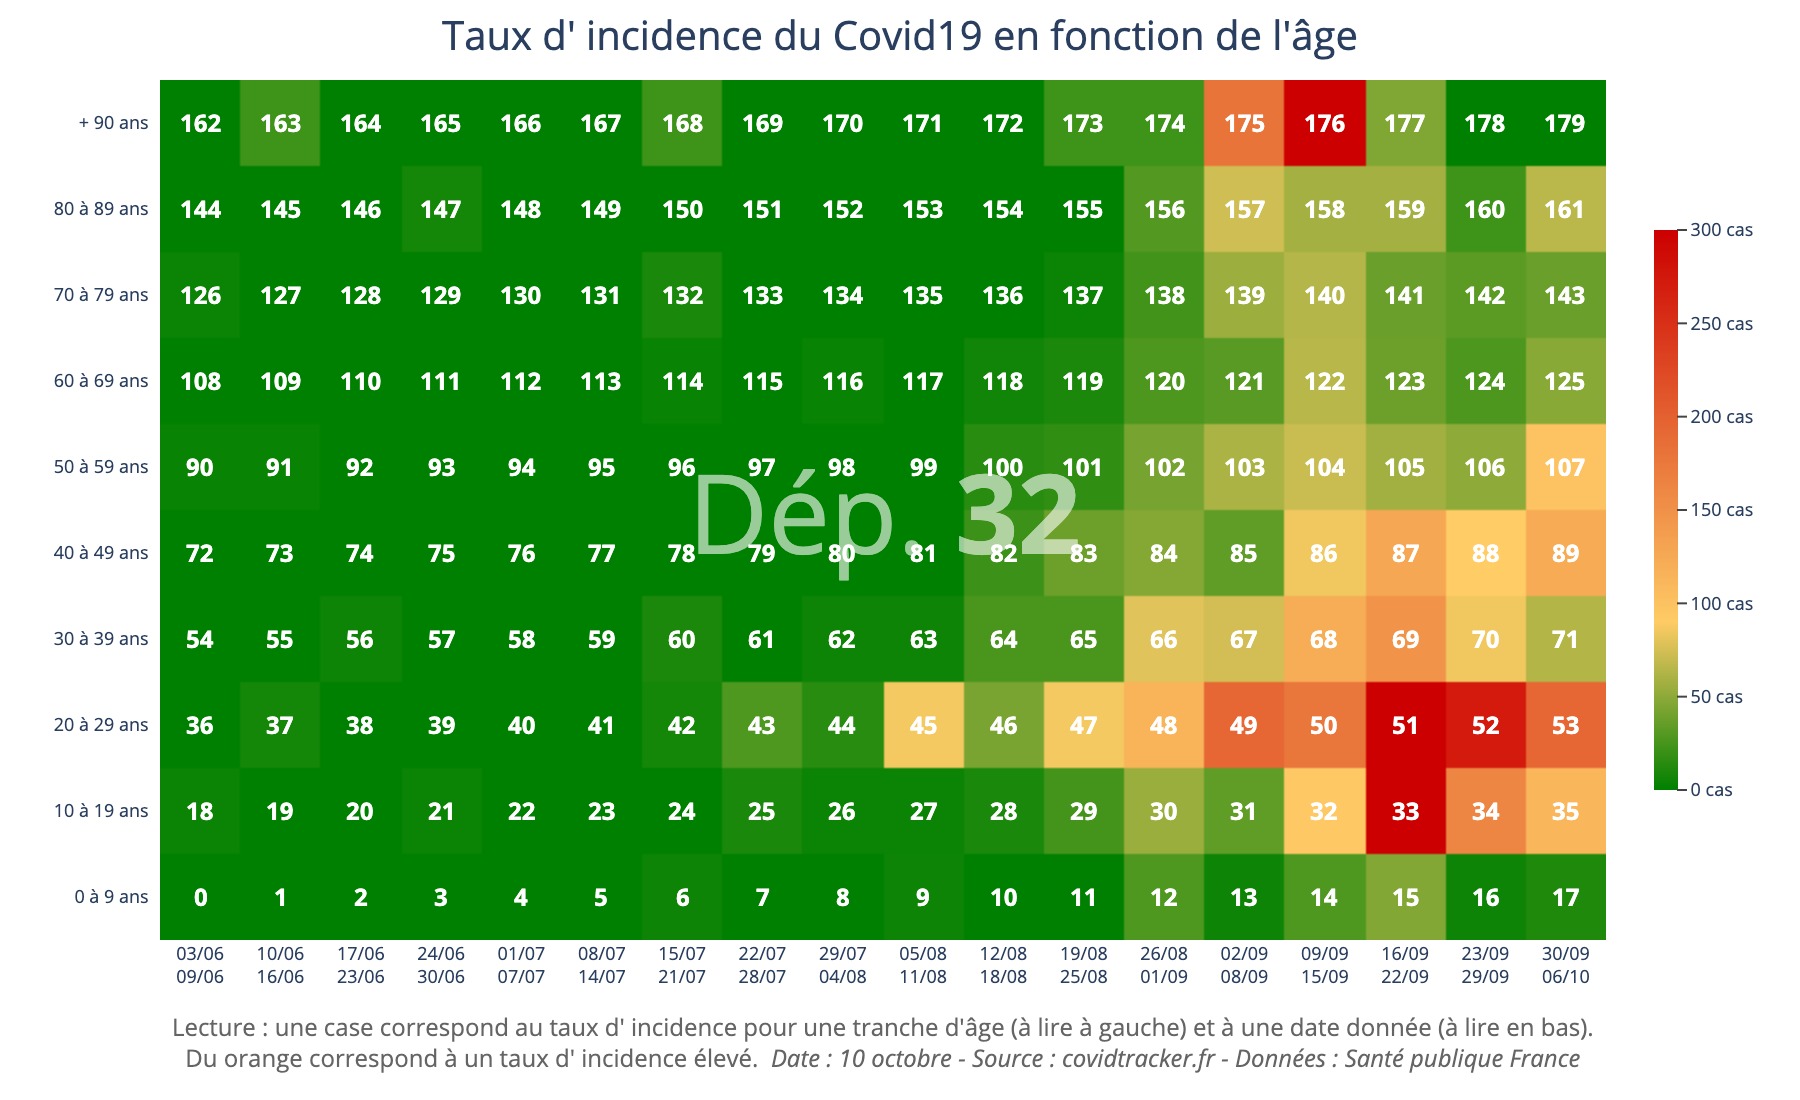 Taux d' incidence du Covid19 en fonction de l'âge
+ 90 ans 162 163 164 165 166 167 168 169 170 171 172 173 174 175 176 177 178 179
80 à 89 ans 144 145 146 147 148 149 150 151 152 153 154 155 156 157 158 159 160 161
300 cas
70 à 79 ans 126 127 128 129 130 131 132 133 134 135 136 137 138 139 140 141 142 143
250 cas
60 à 69 ans 108 109 110 111 112 113 114 115 116 117 118 119 120 121 122 123 124 125
200 cas
50 à 59 ans 90 91 92 93 94 95 96 97 98 99 100 101 102 103 104 105 106 107
Dép. 32
150 cas
40 à 49 ans 72 73 74 75 76 77 78 79 80 81 82 83 84 85 86 87 88 89
100 cas
30 à 39 ans 54 55 56 57 58 59 60 61 62 63 64 65 66 67 68 69 70 71
50 cas
20 à 29 ans 36 37 38 39 40 41 42 43 44 45 46 47 48 49 50 51 52 53
0 cas
10 à 19 ans 18 19 20 21 22 23 24 25 26 27 28 29 30 31 32 33 34 35
0 à 9 ans 0 1 2 3 4 5 6 7 8 9 10 11 12 13 14 15 16 17
03/06 10/06 17/06 24/06 01/07 08/07 15/07 22/07 29/07 05/08 12/08 19/08 26/08 02/09 09/09 16/09 23/09 30/09
09/06 16/06 23/06 30/06 07/07 14/07 21/07 28/07 04/08 11/08 18/08 25/08 01/09 08/09 15/09 22/09 29/09 06/10
Lecture : une case correspond au taux d' incidence pour une tranche d'âge (à lire à gauche) et à une date donnée (à lire en bas).
Du orange correspond à un taux d' incidence élevé. Date : 10 octobre - Source : covidtracker.fr - Données : Santé publique France